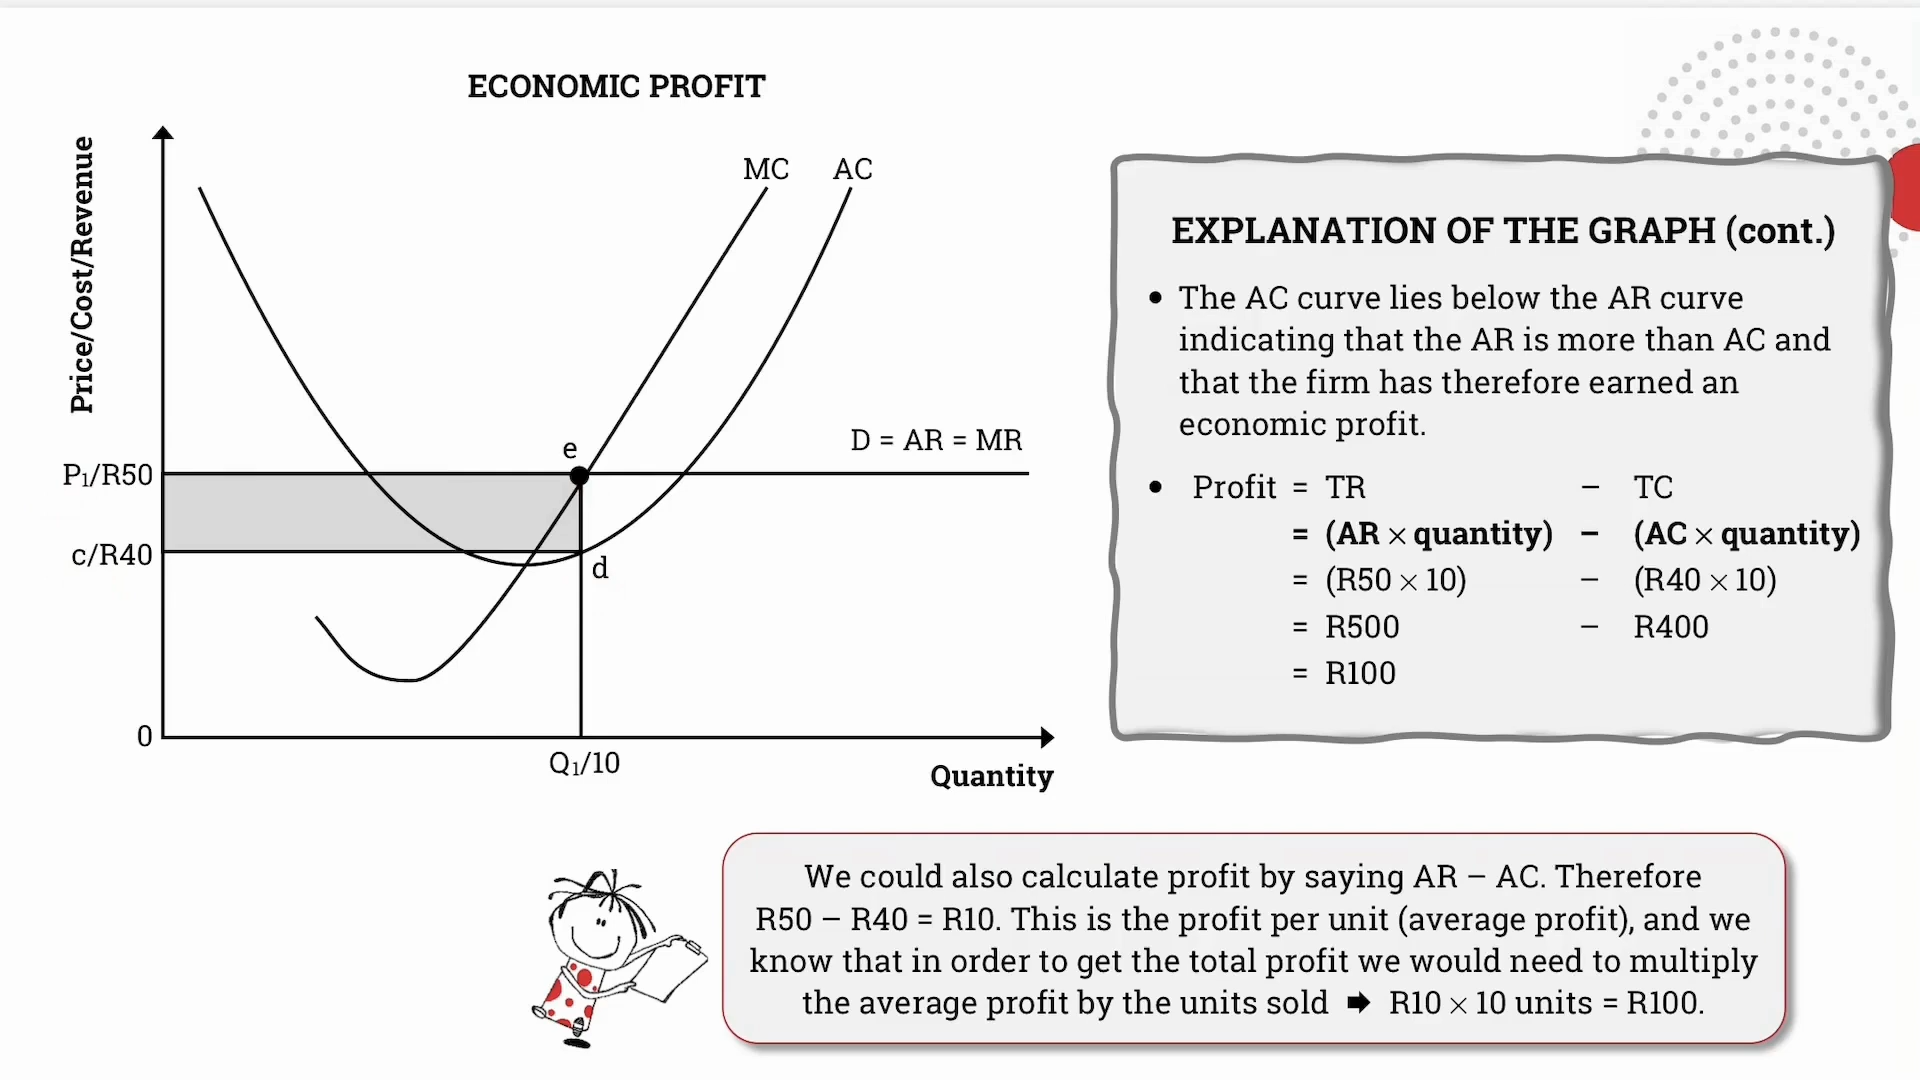 ECONOMIC PROFIT
Price/Cost/Revenue
MC AC
e
D = AR = MR
P₁/R50
c/R40
d
0
Q₁/10
Quantity
EXPLANATION OF THE GRAPH (cont.)
• The AC curve lies below the AR curve
indicating that the AR is more than AC and
that the firm has therefore earned an
economic profit.
• Profit = TR – TC
= (AR × quantity) – (AC × quantity)
= (R50 × 10) – (R40 × 10)
= R500 – R400
= R100
We could also calculate profit by saying AR – AC. Therefore
R50 – R40 = R10. This is the profit per unit (average profit), and we
know that in order to get the total profit we would need to multiply
the average profit by the units sold ➡ R10 × 10 units = R100.